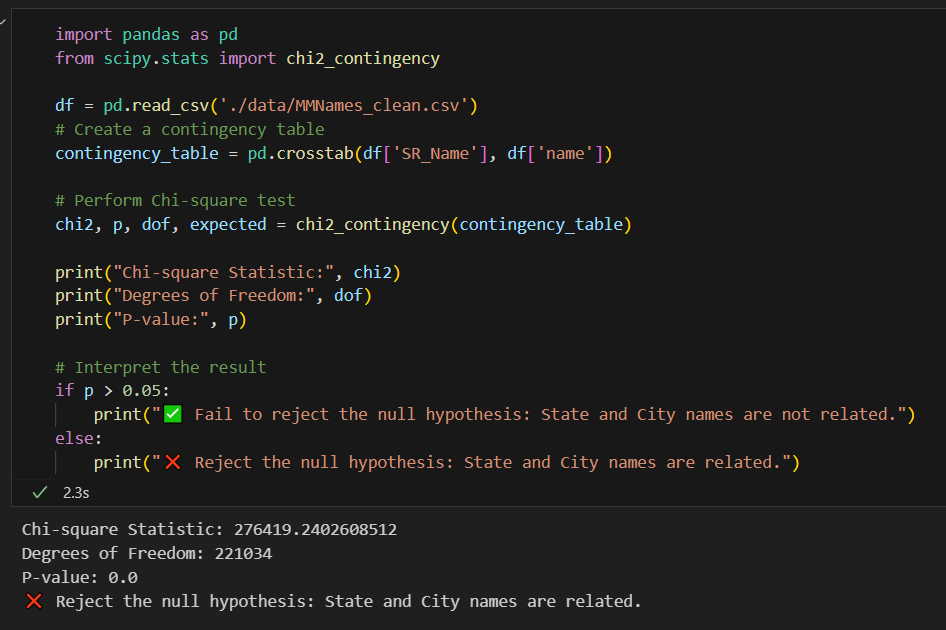 import pandas as pd
from scipy.stats import chi2_contingency
df = pd.read_csv('./data/MMNames_clean.csv')
# Create a contingency table
contingency_table = pd.crosstab(df['SR_Name'], df['name'])
# Perform Chi-square test
chi2, p, dof, expected = chi2_contingency(contingency_table)
print("Chi-square Statistic:", chi2)
print("Degrees of Freedom:", dof)
print("P-value:", p)
# Interpret the result
if p > 0.05:
    print("✅ Fail to reject the null hypothesis: State and City names are not related.")
else:
    print("❌ Reject the null hypothesis: State and City names are related.")
2.3s
Chi-square Statistic: 276419.2402608512
Degrees of Freedom: 221034
P-value: 0.0
❌ Reject the null hypothesis: State and City names are related.